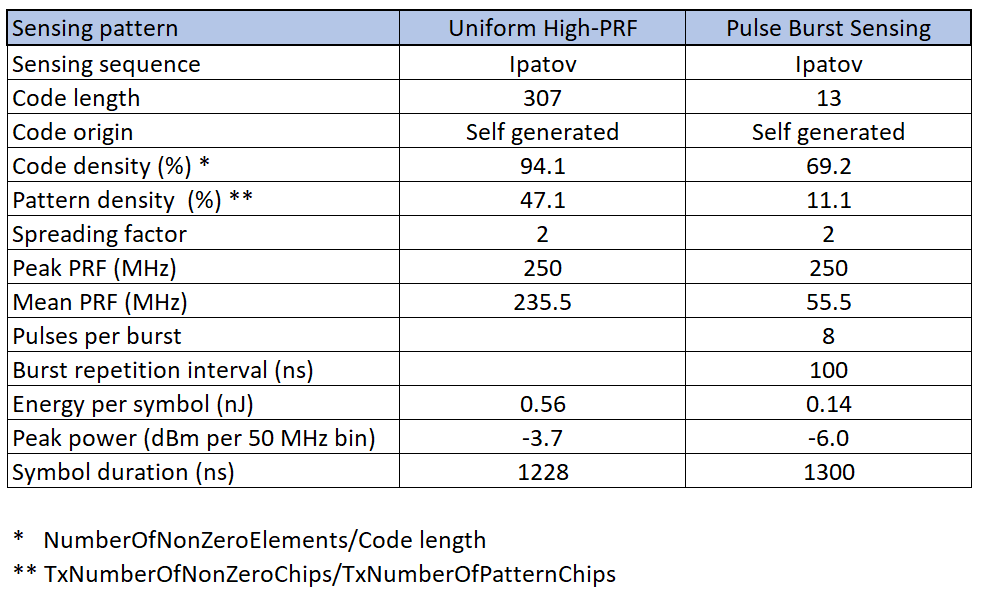 Sensing pattern Uniform High-PRF Pulse Burst Sensing
Sensing sequence Ipatov Ipatov
Code length 307 13
Code origin Self generated Self generated
Code density (%) * 94.1 69.2
Pattern density (%) ** 47.1 11.1
Spreading factor 2 2
Peak PRF (MHz) 250 250
Mean PRF (MHz) 235.5 55.5
Pulses per burst 8
Burst repetition interval (ns) 100
Energy per symbol (nJ) 0.56 0.14
Peak power (dBm per 50 MHz bin) -3.7 -6.0
Symbol duration (ns) 1228 1300
* NumberOfNonZeroElements/Code length
** TxNumberOfNonZeroChips/TxNumberOfPatternChips